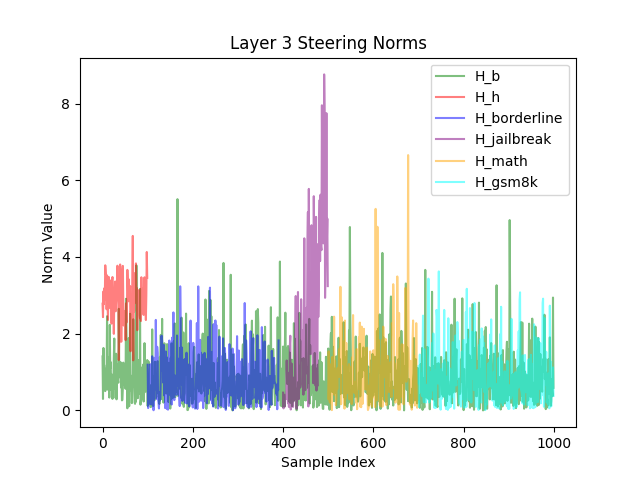 Layer 3 Steering Norms
Norm Value
8
6
4
2
0
H_b
H_h
H_borderline
H_jailbreak
H_math
H_gsm8k
0 200 400 600 800 1000
Sample Index